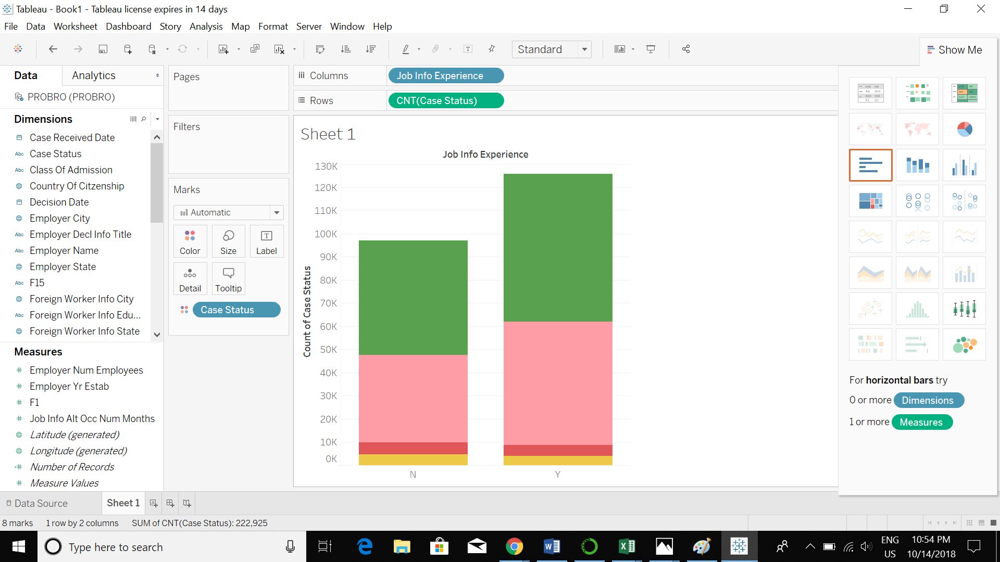 Tableau - Book1 - Tableau license expires in 14 days
File Data Worksheet Dashboard Story Analysis Map Format Server Window Help
Standard
Show Me
Data Analytics
PROBRO (PROBRO)
Dimensions
Abc
Case Received Date
Case Status
Abc
Class Of Admission
Country Of Citzenship
Decision Date
Employer City
Abc
Employer Decl Info Title
Abc
Employer Name
Employer State
Abc
F15
Foreign Worker Info City
Abc
Foreign Worker Info Edu...
Foreign Worker Info State
Measures
Employer Num Employees
Employer Yr Estab
F1
Job Info Alt Occ Num Months
Latitude (generated)
Longitude (generated)
Number of Records
Measure Values
Pages
Filters
Marks
Automatic
Color Size Label
Detail Tooltip
Case Status
Columns Job Info Experience
Rows CNT(Case Status)
Sheet 1
Job Info Experience
Count of Case Status
130K
120K
110K
100K
90K
80K
70K
60K
50K
40K
30K
20K
10K
0K
N Y
For horizontal bars try
0 or more Dimensions
1 or more Measures
Data Source Sheet 1
8 marks 1 row by 2 columns SUM of CNT(Case Status): 222,925
Type here to search
ENG
US
10:54 PM
10/14/2018